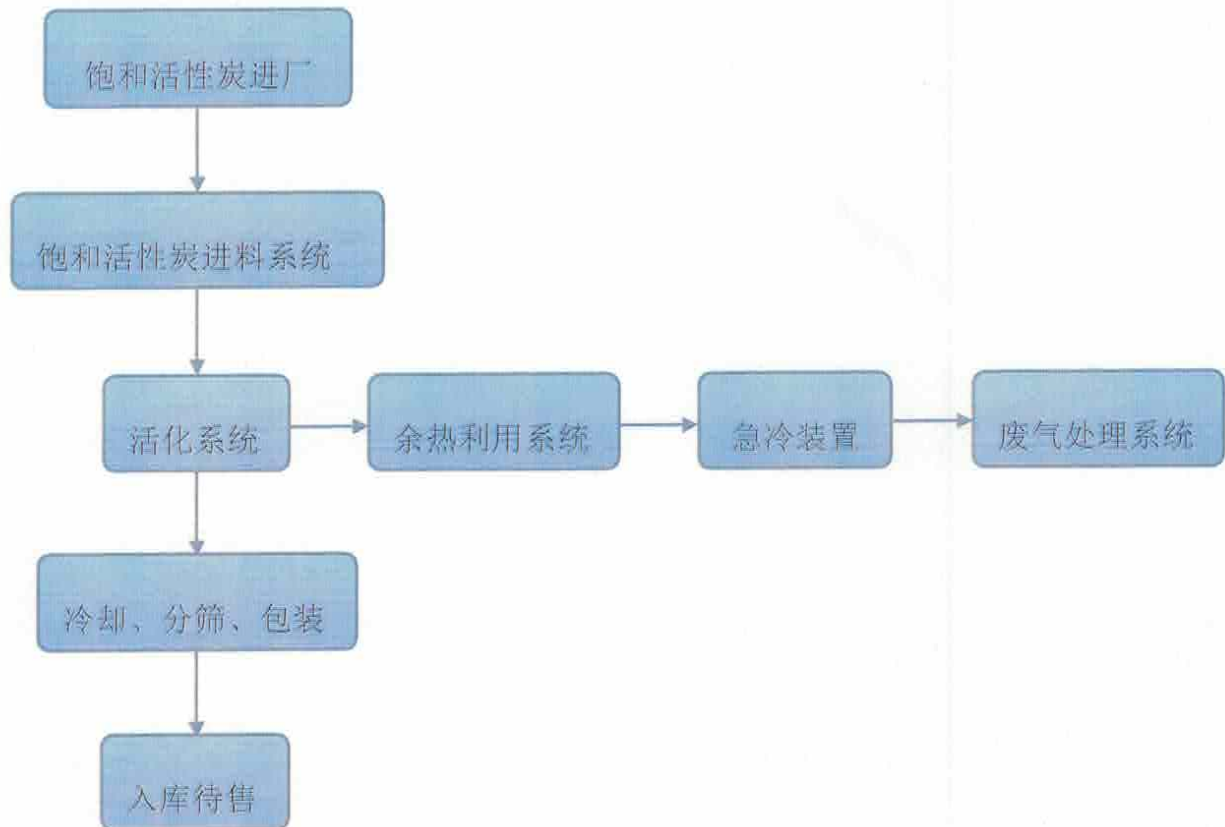 饱和活性炭进厂
饱和活性炭进料系统
活化系统
余热利用系统
急冷装置
废气处理系统
冷却、分筛、包装
入库待售